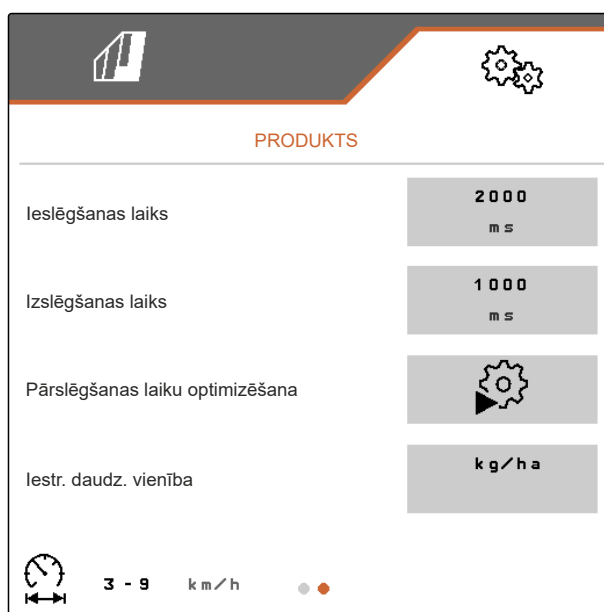 PRODUKTS
Ieslēgšanas laiks
2000
ms
Izslēgšanas laiks
1000
ms
Pārslēgšanas laiku optimizēšana
Iestr. daudz. vienība
kg/ha
3 - 9 km/h